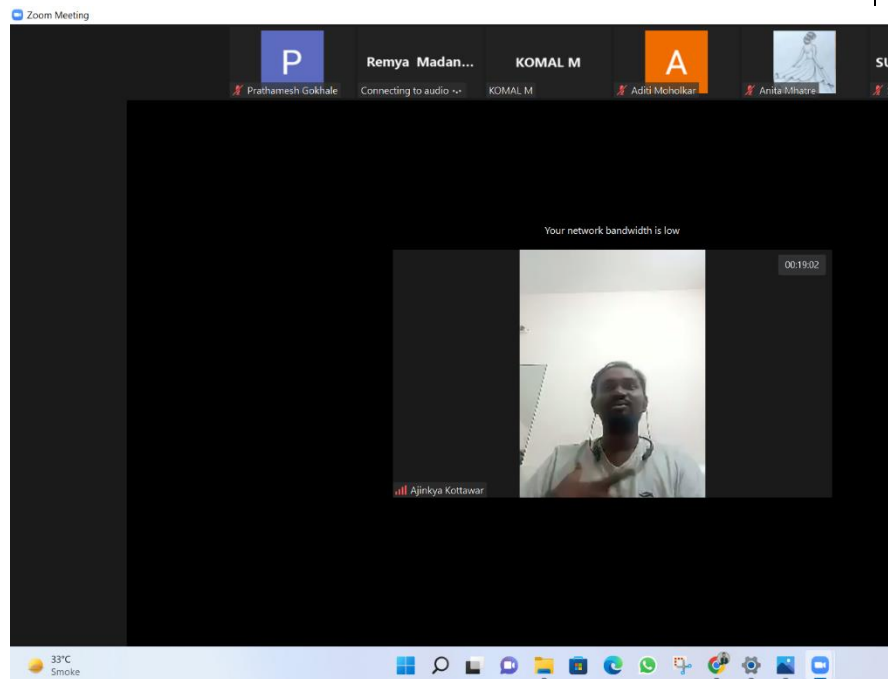 Zoom Meeting
P
Prathamesh Gokhale
Remya Madan...
Connecting to audio
KOMAL M
KOMAL M
A
Aditi Moholkar
Anita Mhatre
SU
Your network bandwidth is low
00:19:02
Ajinkya Kottawar
33°C
Smoke